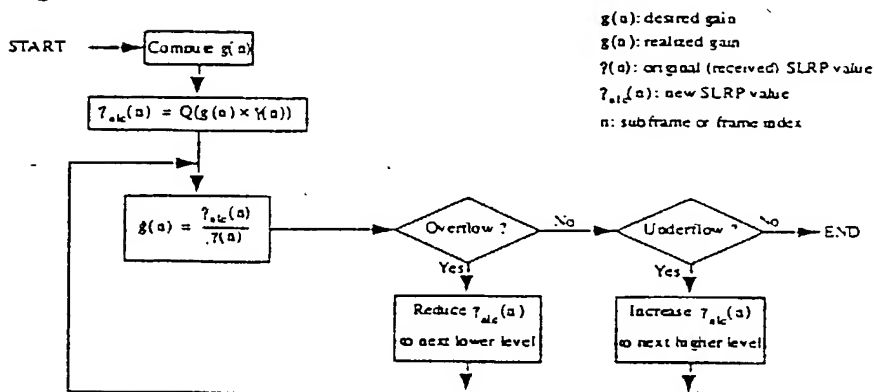 START
Compute g(n)
g(n): desired gain
g(n): realized gain
?(n): original (received) SLRP value
?alc(n): new SLRP value
n: subframe or frame index
?alc(n) = Q(g(n) × γ(n))
g(n) = ?alc(n) / ?(n)
Overflow ?
No
Underflow ?
No
END
Yes
Yes
Reduce ?alc(n)
to next lower level
Increase ?alc(n)
to next higher level